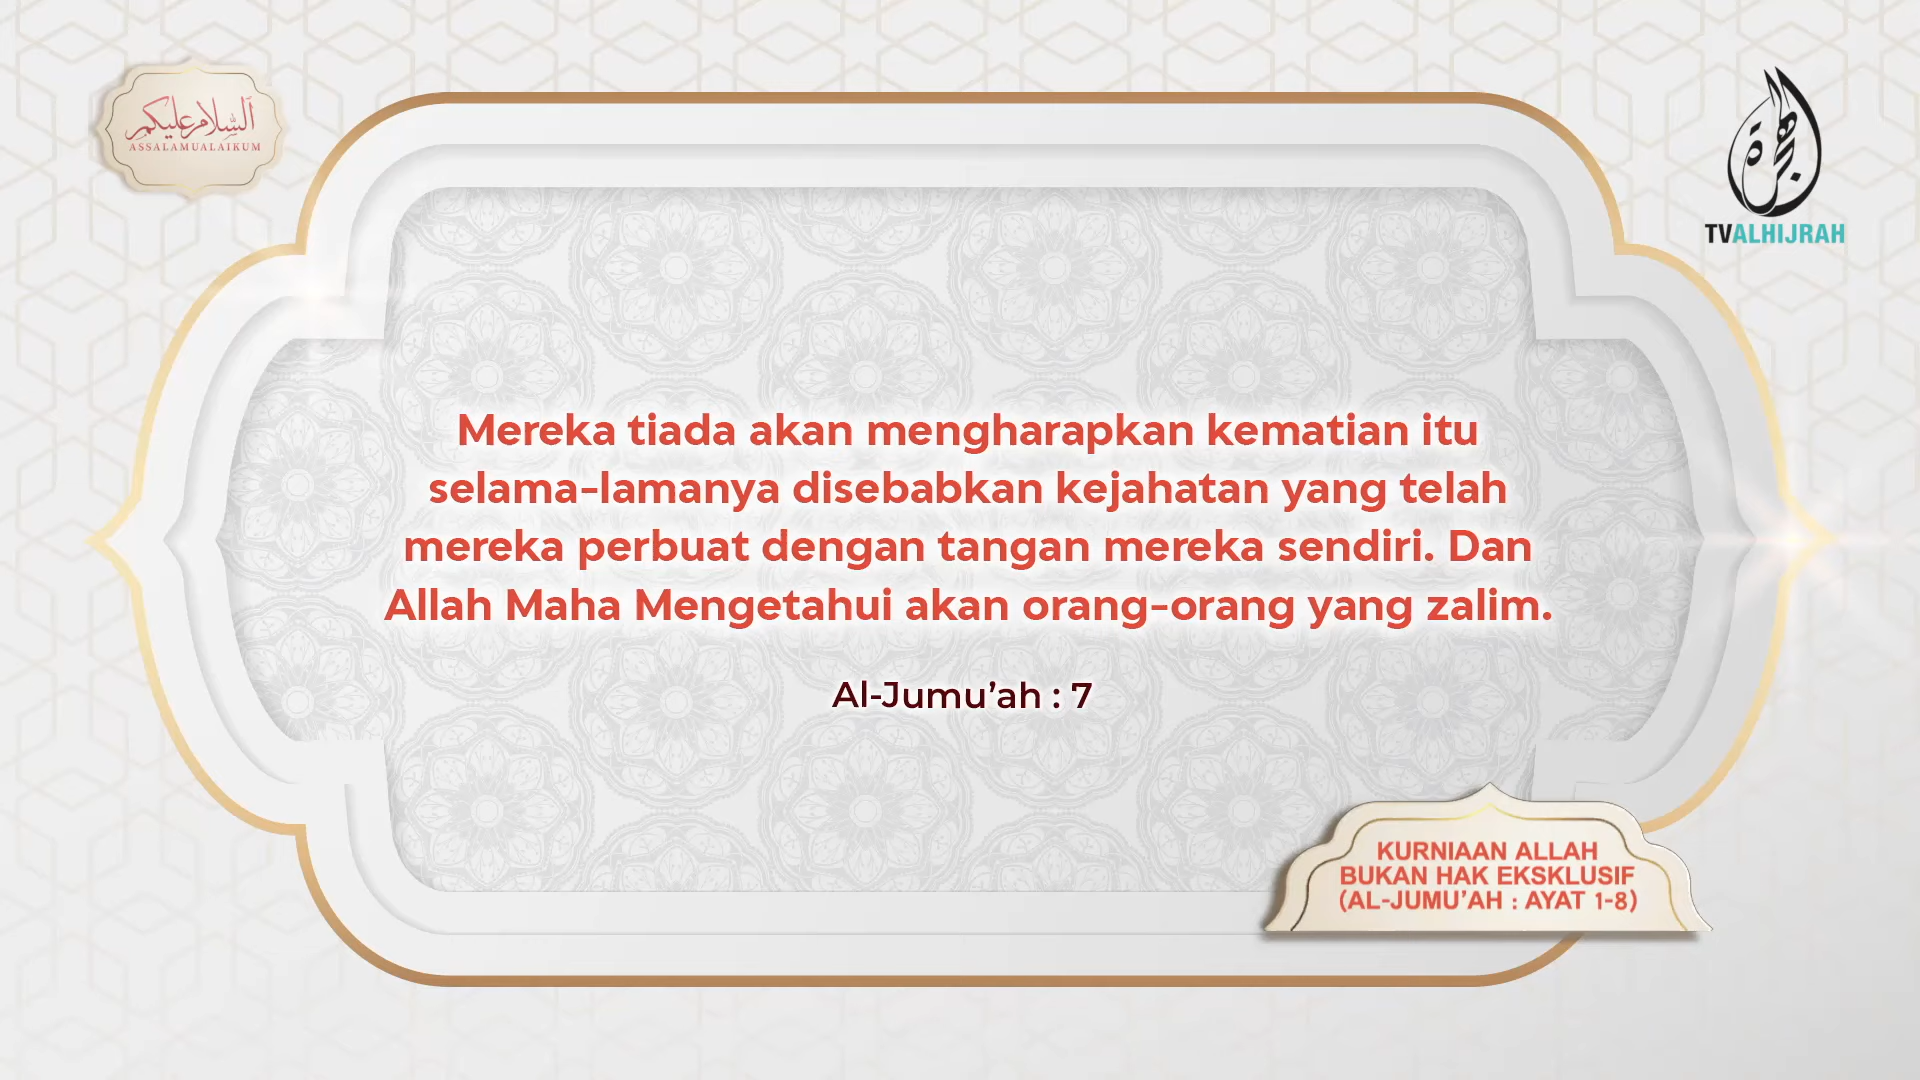 السلام عليكم
ASSALAMUALAIKUM
هجرة
TVALHIJRAH
Mereka tiada akan mengharapkan kematian itu
selama-lamanya disebabkan kejahatan yang telah
mereka perbuat dengan tangan mereka sendiri. Dan
Allah Maha Mengetahui akan orang-orang yang zalim.
Al-Jumu’ah : 7
KURNIAAN ALLAH
BUKAN HAK EKSKLUSIF
(AL-JUMU’AH : AYAT 1-8)